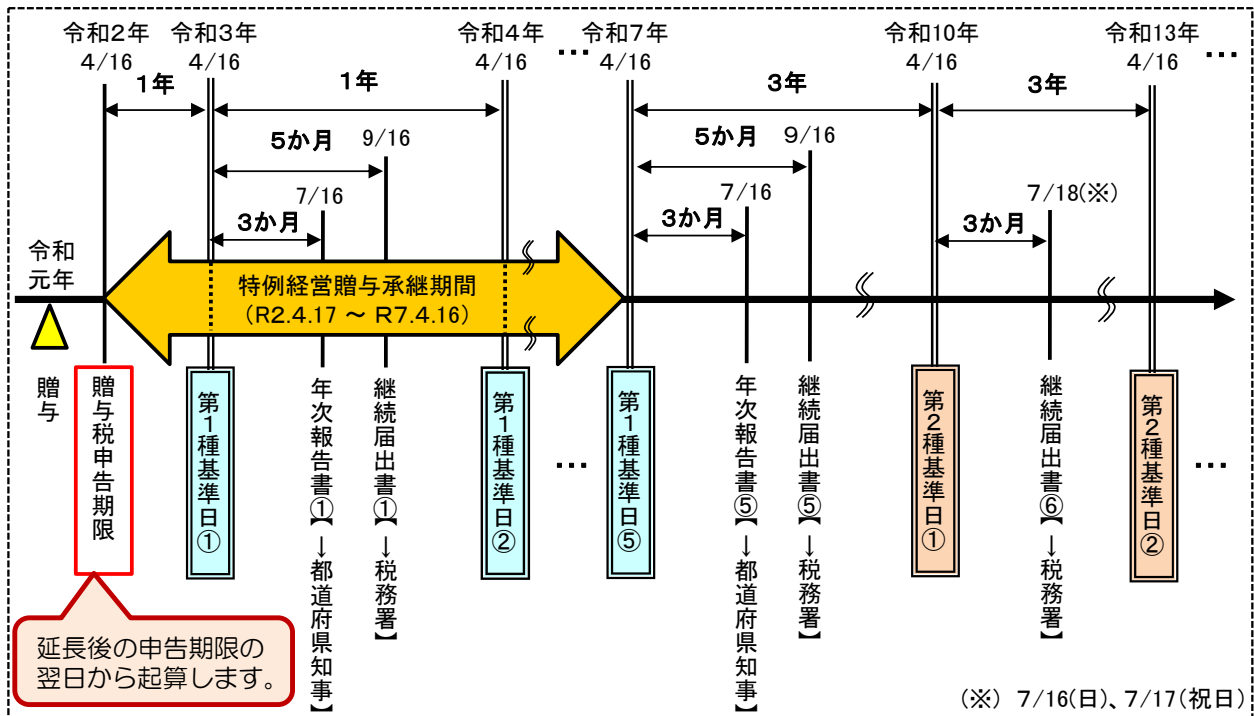 令和2年
4/16
令和3年
4/16
令和4年
4/16
…
令和7年
4/16
令和10年
4/16
令和13年
4/16
…
1年
1年
3年
3年
5か月
9/16
5か月
9/16
7/16
3か月
7/16
3か月
7/18(※)
3か月
令和
元年
特例経営贈与承継期間
(R2.4.17 ~ R7.4.16)
贈与
贈与税申告期限
第1種基準日①
年次報告書①】→都道府県知事】
継続届出書①】→税務署】
第1種基準日②
…
第1種基準日⑤
年次報告書⑤】→都道府県知事】
継続届出書⑤】→税務署】
第2種基準日①
継続届出書⑥】→税務署】
第2種基準日②
…
延長後の申告期限の
翌日から起算します。
(※) 7/16(日)、7/17(祝日)